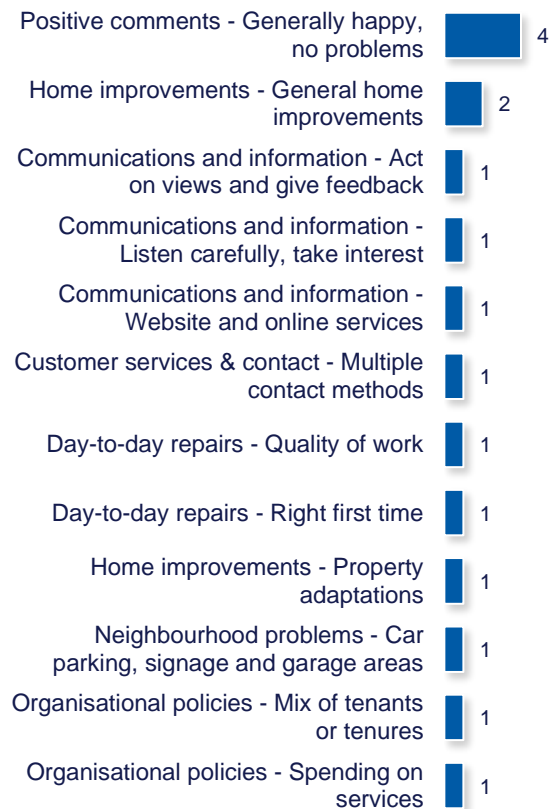 Positive comments - Generally happy,
no problems
4
Home improvements - General home
improvements
2
Communications and information - Act
on views and give feedback
1
Communications and information -
Listen carefully, take interest
1
Communications and information -
Website and online services
1
Customer services & contact - Multiple
contact methods
1
Day-to-day repairs - Quality of work
1
Day-to-day repairs - Right first time
1
Home improvements - Property
adaptations
1
Neighbourhood problems - Car
parking, signage and garage areas
1
Organisational policies - Mix of tenants
or tenures
1
Organisational policies - Spending on
services
1